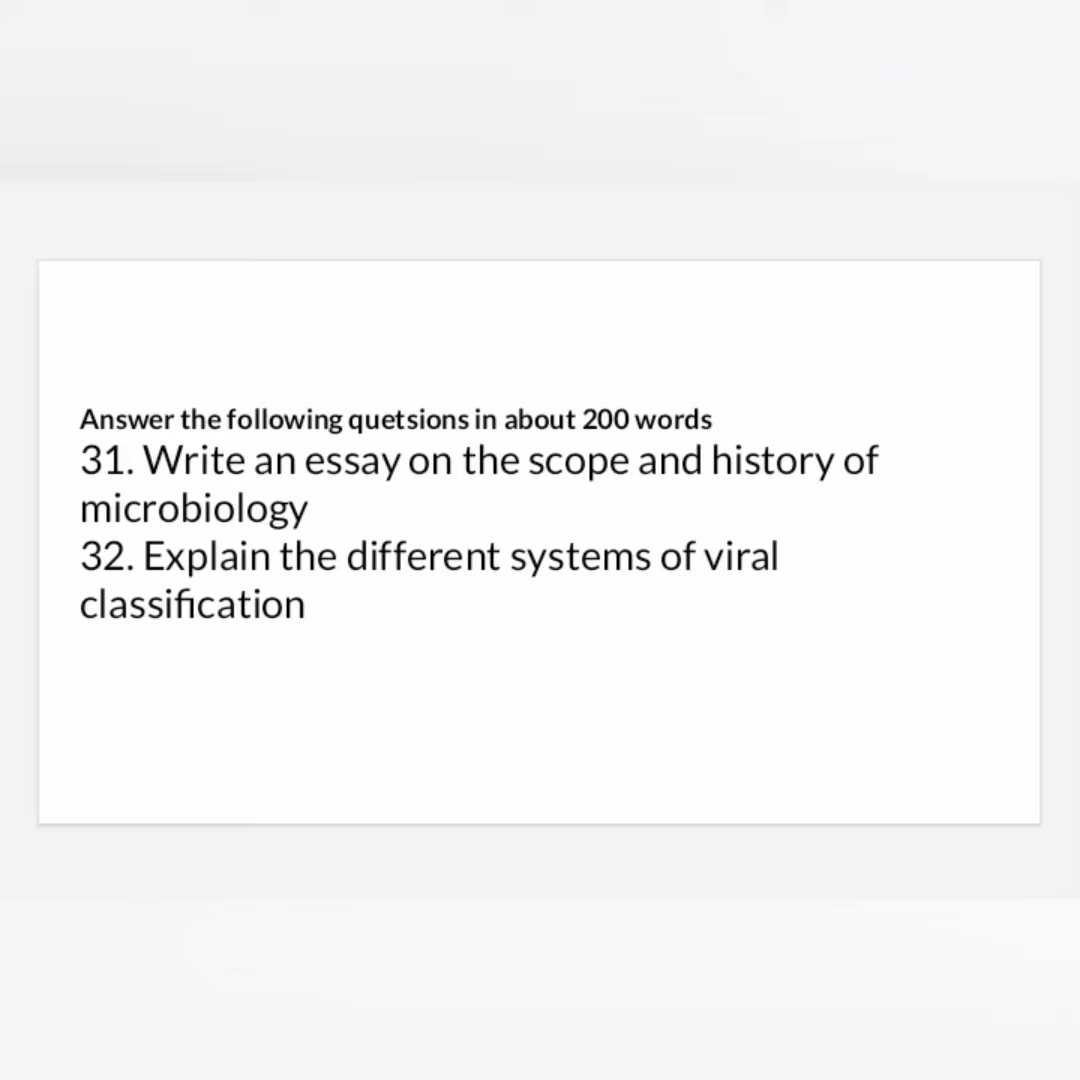 Answer the following quetsions in about 200 words
31. Write an essay on the scope and history of
microbiology
32. Explain the different systems of viral
classification